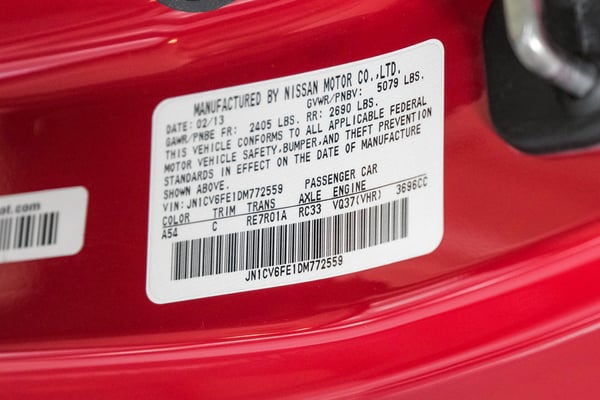 MANUFACTURED BY NISSAN MOTOR CO.,LTD.
DATE: 02/13 GVWR/PNBV: 5079 LBS.
GAWR/PNBE FR: 2405 LBS. RR: 2690 LBS.
THIS VEHICLE CONFORMS TO ALL APPLICABLE FEDERAL
MOTOR VEHICLE SAFETY,BUMPER,AND THEFT PREVENTION
STANDARDS IN EFFECT ON THE DATE OF MANUFACTURE
SHOWN ABOVE.
VIN: JN1CV6FE1DM772559 PASSENGER CAR
COLOR TRIM TRANS AXLE ENGINE
A54 C RE7R01A RC33 VQ37(VHR) 3696CC
JN1CV6FE1DM772559
ot.com